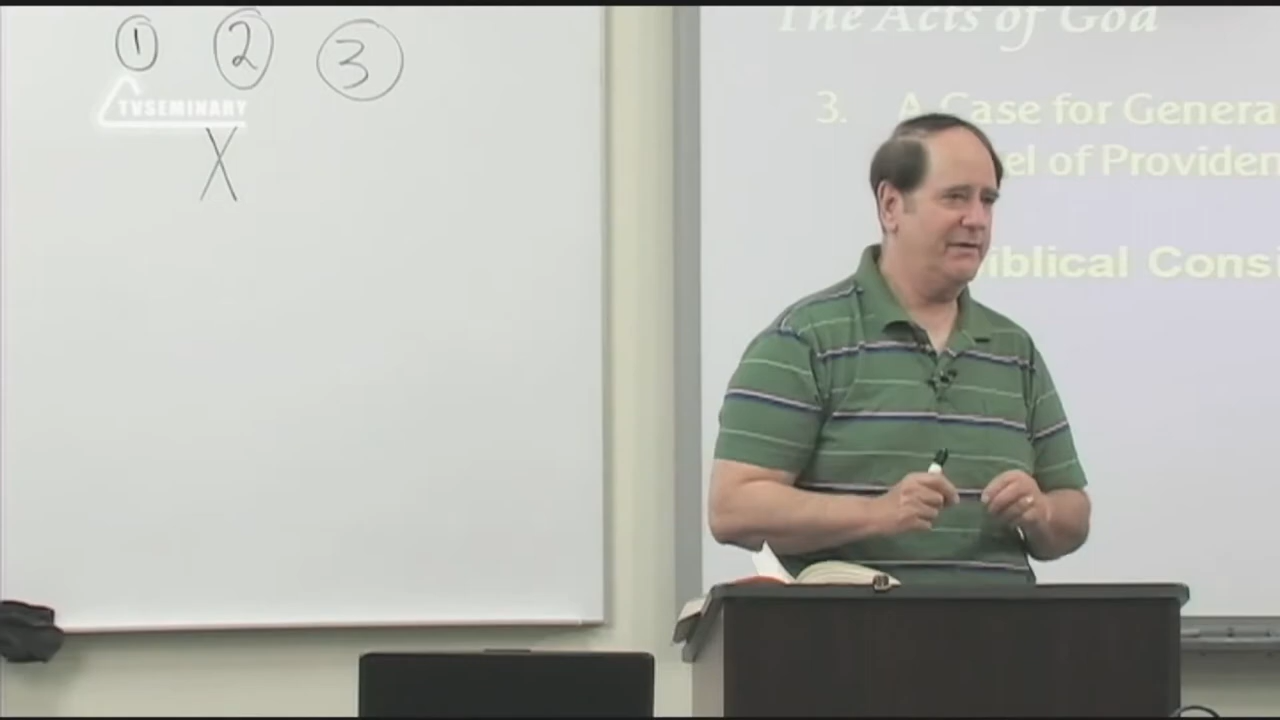 1 2 3
TVSEMINARY
X
The Acts of God
3. A Case for Genera
el of Providen
iblical Consi